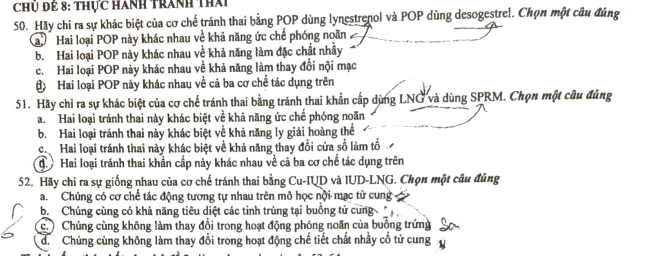 CHỦ ĐỀ 8: THỰC HÀNH TRÁNH THAI
50. Hãy chỉ ra sự khác biệt của cơ chế tránh thai bằng POP dùng lynestrenol và POP dùng desogestrel. Chọn một câu đúng
a. Hai loại POP này khác nhau về khả năng ức chế phóng noãn
b. Hai loại POP này khác nhau về khả năng làm đặc chất nhầy
c. Hai loại POP này khác nhau về khả năng làm thay đổi nội mạc
d. Hai loại POP này khác nhau về cả ba cơ chế tác dụng trên
51. Hãy chỉ ra sự khác biệt của cơ chế tránh thai bằng tránh thai khẩn cấp dùng LNG và dùng SPRM. Chọn một câu đúng
a. Hai loại tránh thai này khác biệt về khả năng ức chế phóng noãn
b. Hai loại tránh thai này khác biệt về khả năng ly giải hoàng thể
c. Hai loại tránh thai này khác biệt về khả năng thay đổi cửa sổ làm tổ
d. Hai loại tránh thai khẩn cấp này khác nhau về cả ba cơ chế tác dụng trên
52. Hãy chỉ ra sự giống nhau của cơ chế tránh thai bằng Cu-IUD và IUD-LNG. Chọn một câu đúng
a. Chúng có cơ chế tác động tương tự nhau trên mô học nội mạc tử cung
b. Chúng cùng có khả năng tiêu diệt các tinh trùng tại buồng tử cung
c. Chúng cùng không làm thay đổi trong hoạt động phóng noãn của buồng trứng
d. Chúng cùng không làm thay đổi trong hoạt động chế tiết chất nhầy cổ tử cung